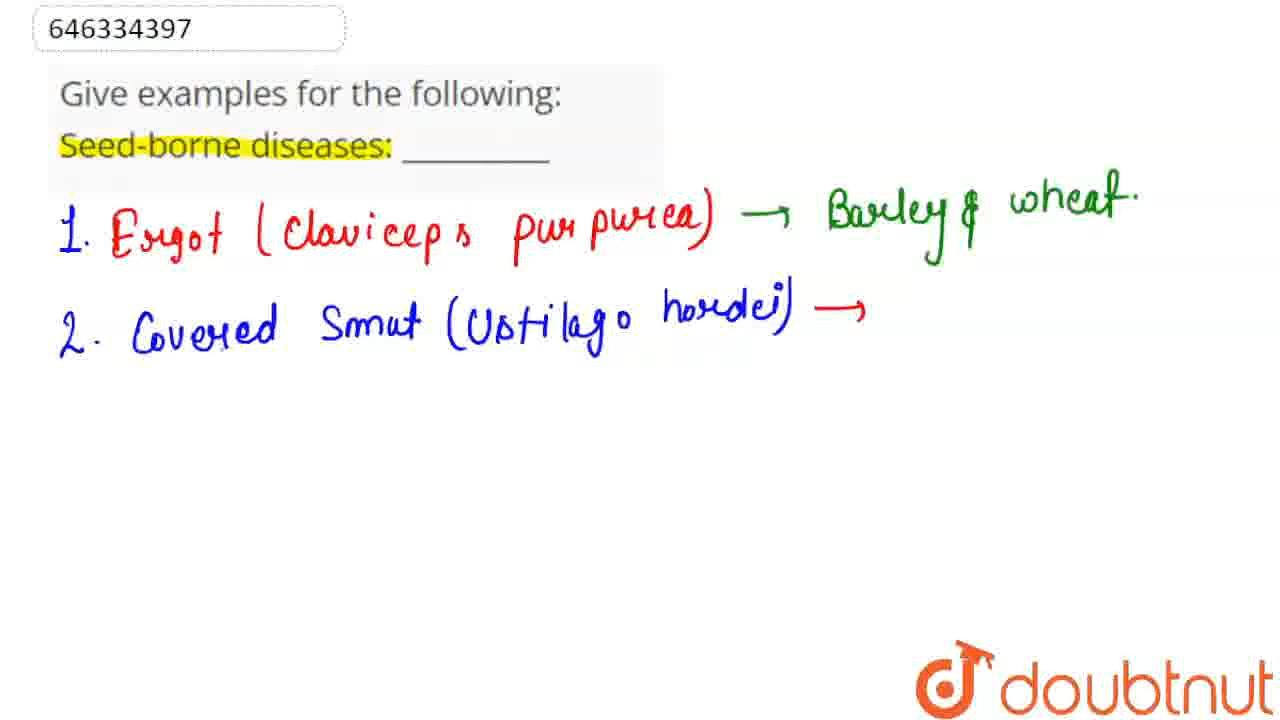 646334397
Give examples for the following:
Seed-borne diseases: __________
1. Ergot (Claviceps purpurea) → Barley & wheat.
2. Covered Smut (Ustilago hordei) →
doubtnut